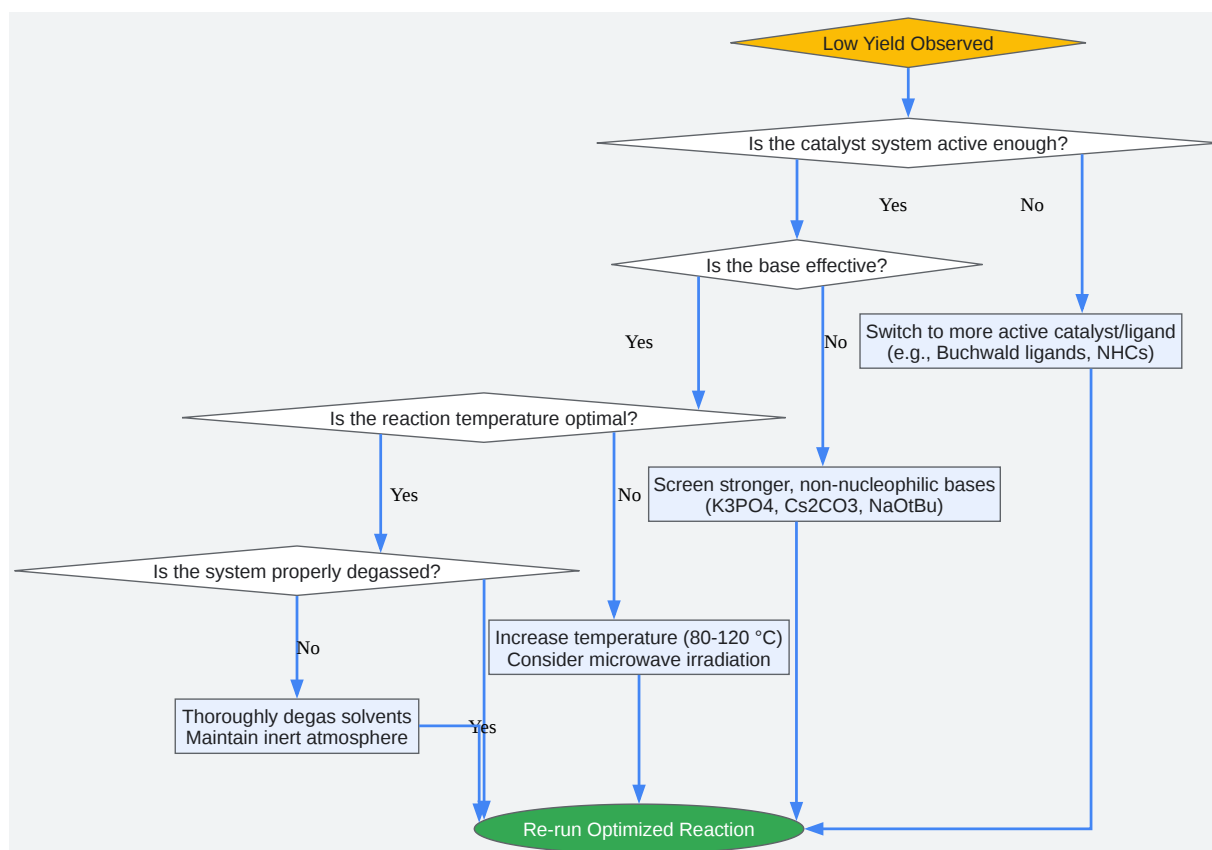 Low Yield Observed
Is the catalyst system active enough?
Yes
No
Is the base effective?
Switch to more active catalyst/ligand
(e.g., Buchwald ligands, NHCs)
Yes
No
Is the reaction temperature optimal?
Screen stronger, non-nucleophilic bases
(K3PO4, Cs2CO3, NaOtBu)
Yes
No
Is the system properly degassed?
Increase temperature (80-120 °C)
Consider microwave irradiation
No
Thoroughly degas solvents
Maintain inert atmosphere
Yes
Re-run Optimized Reaction